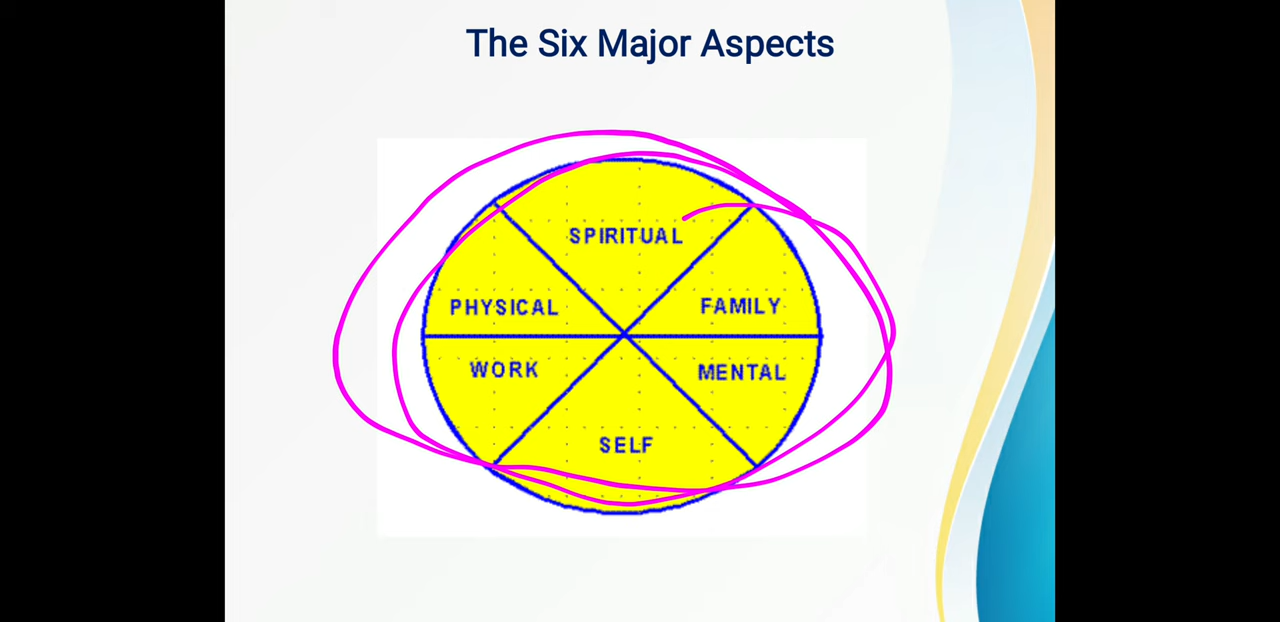 The Six Major Aspects
SPIRITUAL
PHYSICAL
FAMILY
WORK
MENTAL
SELF